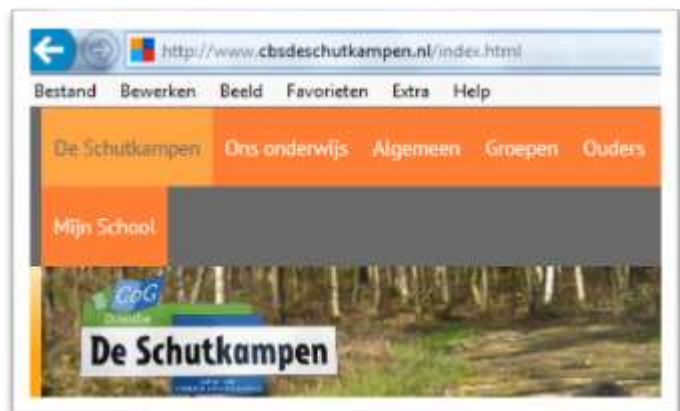 http://www.cbsdeschutkampen.nl/index.html
Bestand Bewerken Beeld Favorieten Extra Help
De Schutkampen Ons onderwijs Algemeen Groepen Ouders
Mijn School
CoG
Drenthe
De Schutkampen